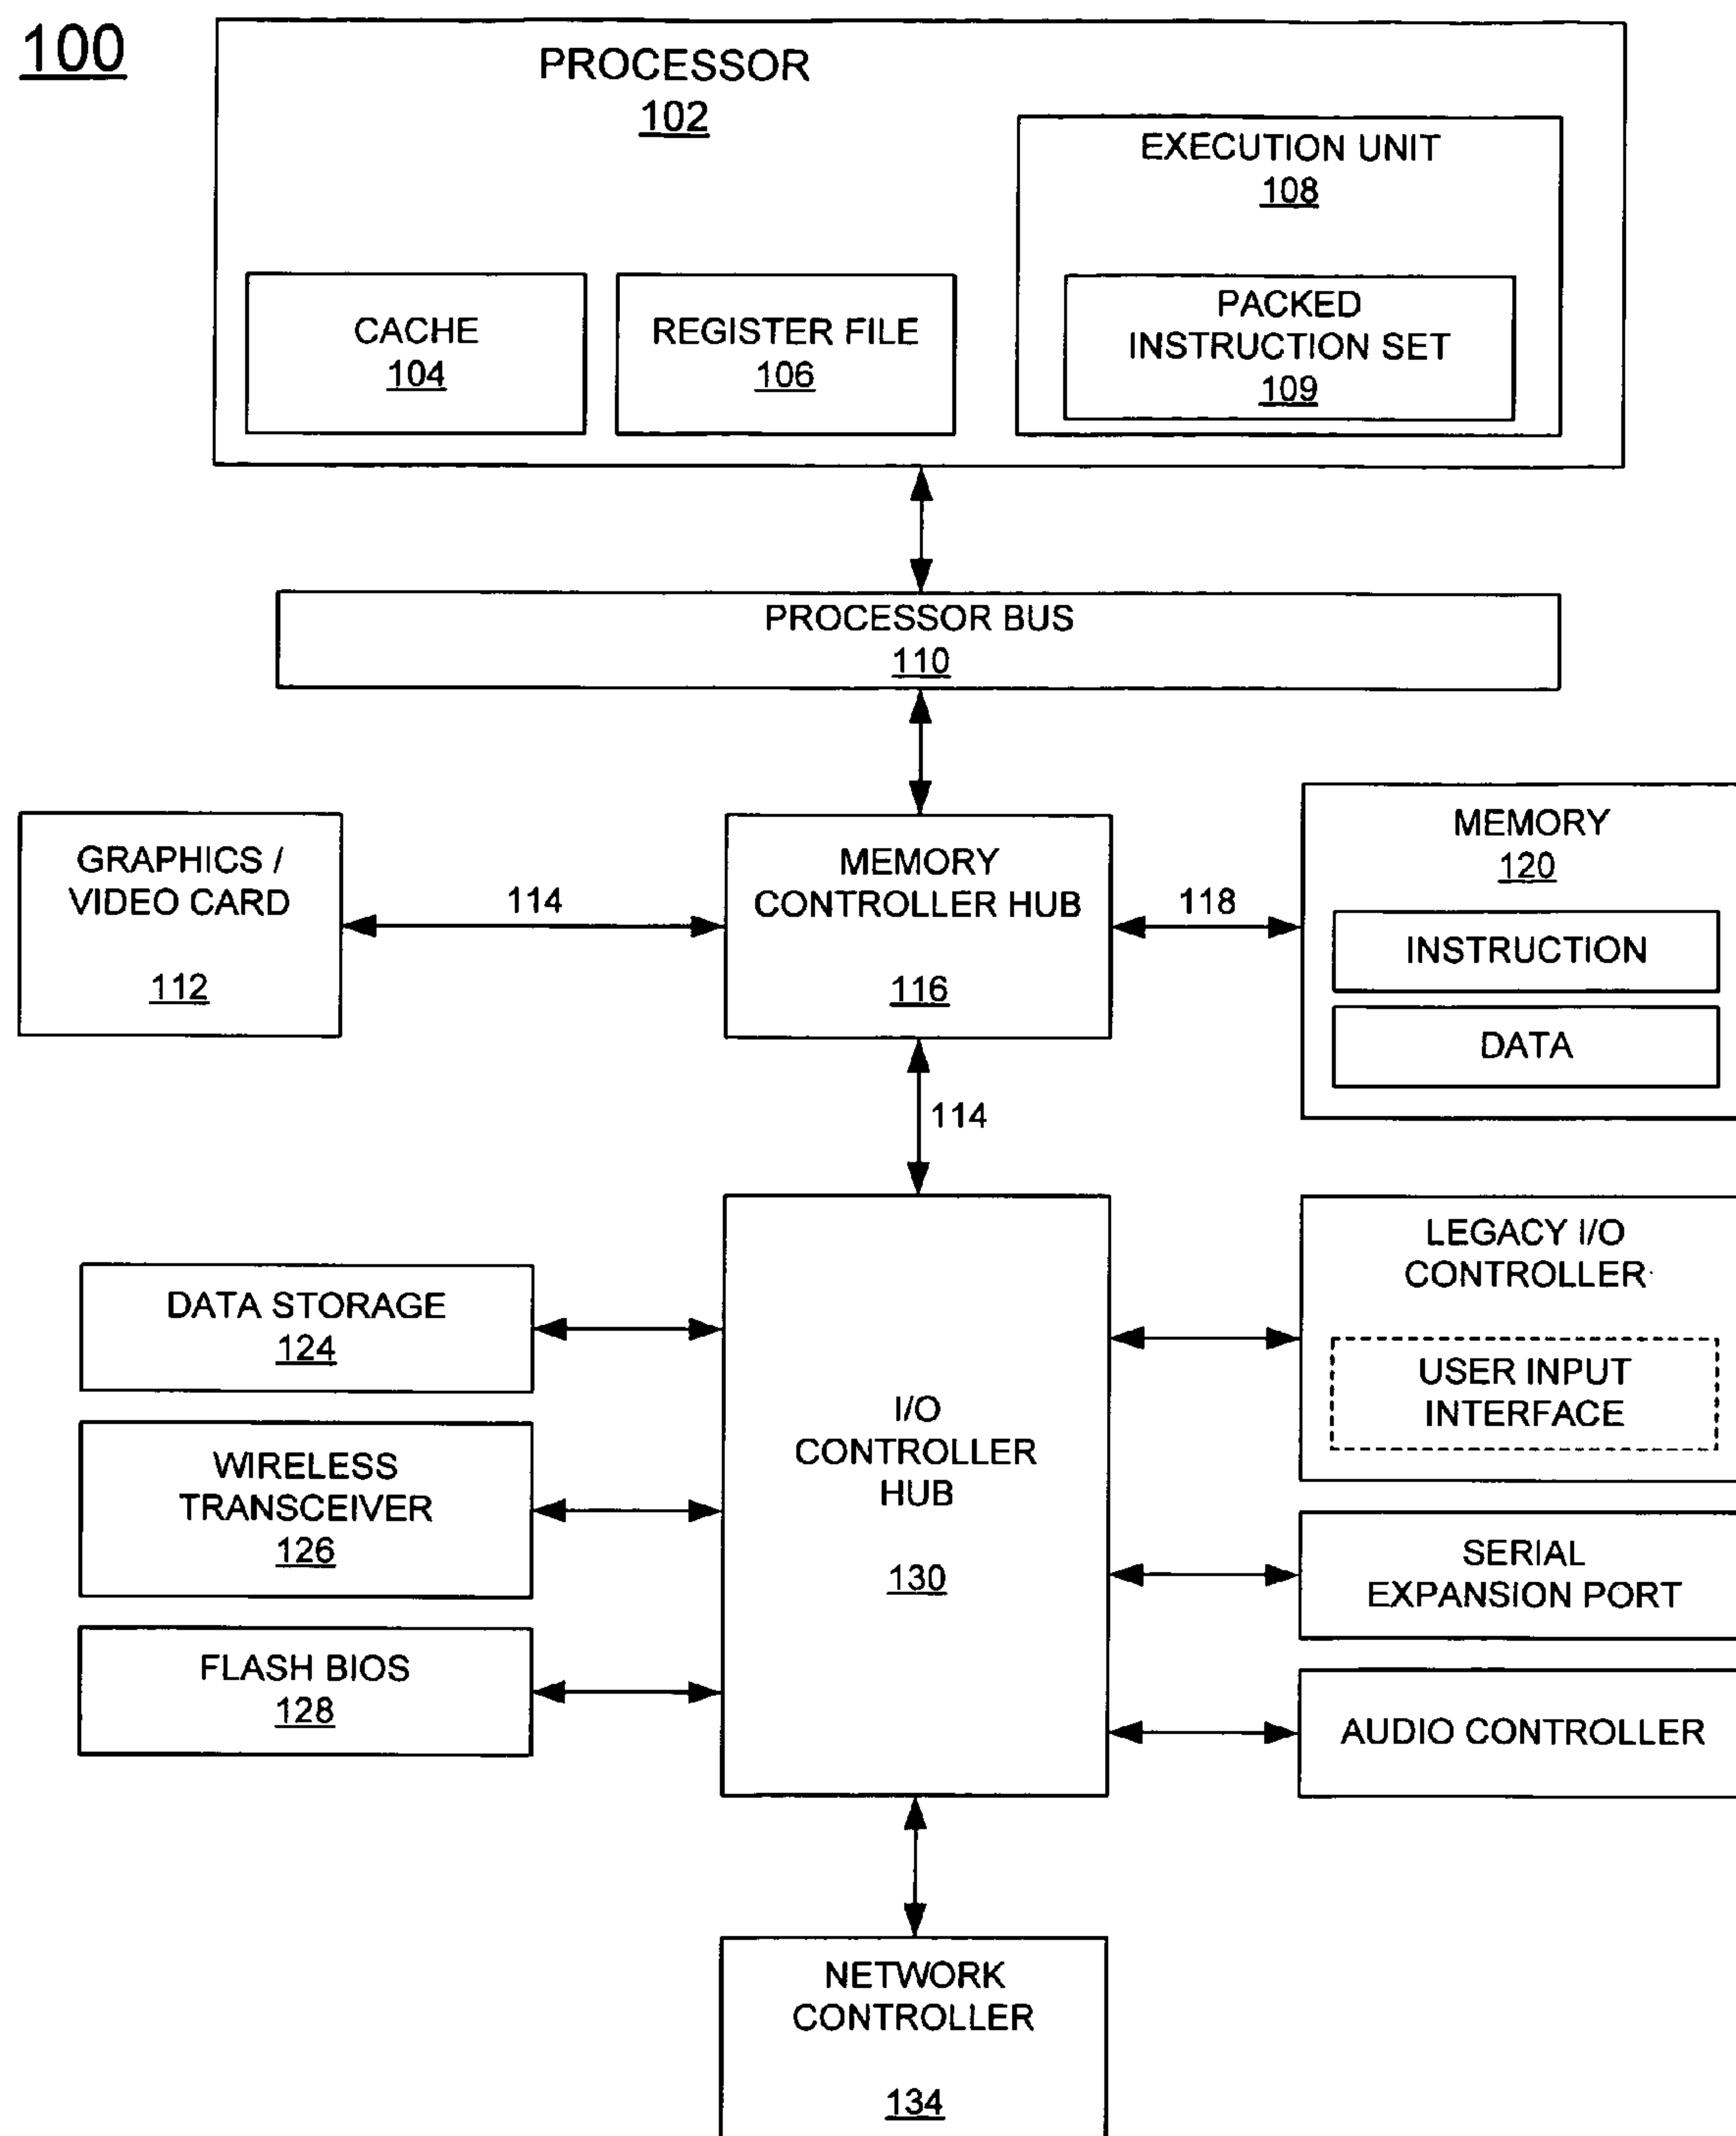 100
PROCESSOR
102
EXECUTION UNIT
108
CACHE
104
REGISTER FILE
106
PACKED
INSTRUCTION SET
109
PROCESSOR BUS
110
GRAPHICS /
VIDEO CARD
112
114
MEMORY
CONTROLLER HUB
116
118
MEMORY
120
INSTRUCTION
DATA
114
DATA STORAGE
124
WIRELESS
TRANSCEIVER
126
FLASH BIOS
128
I/O
CONTROLLER
HUB
130
LEGACY I/O
CONTROLLER
USER INPUT
INTERFACE
SERIAL
EXPANSION PORT
AUDIO CONTROLLER
NETWORK
CONTROLLER
134